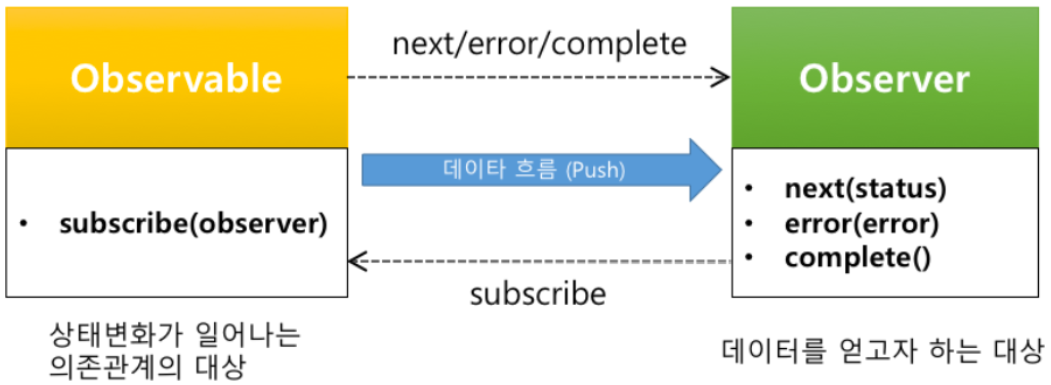 Observable
next/error/complete
Observer
데이타 흐름 (Push)
• subscribe(observer)
• next(status)
• error(error)
• complete()
subscribe
상태변화가 일어나는
의존관계의 대상
데이터를 얻고자 하는 대상